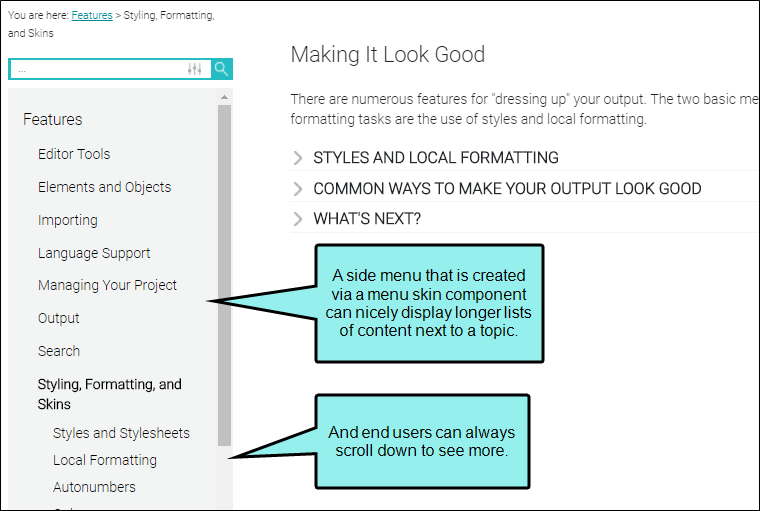 You are here: Features > Styling, Formatting,
and Skins
...
Features
Editor Tools
Elements and Objects
Importing
Language Support
Managing Your Project
Output
Search
Styling, Formatting, and
Skins
Styles and Stylesheets
Local Formatting
Autonumbers
Making It Look Good
There are numerous features for "dressing up" your output. The two basic me
formatting tasks are the use of styles and local formatting.
STYLES AND LOCAL FORMATTING
COMMON WAYS TO MAKE YOUR OUTPUT LOOK GOOD
WHAT'S NEXT?
A side menu that is created
via a menu skin component
can nicely display longer lists
of content next to a topic.
And end users can always
scroll down to see more.